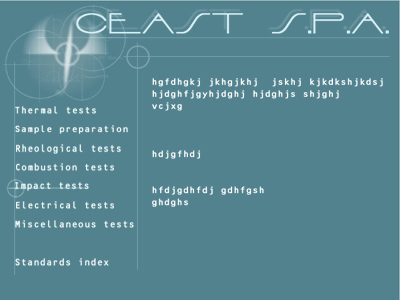 CEAST S.P.A.
hgfdhgkj jkhgjkhj jskhj kjkdkshjkdsj
hjdghfjgyhjdghj hjdghjs shjghj
vcjxg
hdjgfhdj
hfdjgdhfdj gdhfgsh
ghdghs
Thermal tests
Sample preparation
Rheological tests
Combustion tests
Impact tests
Electrical tests
Miscellaneous tests
Standards index